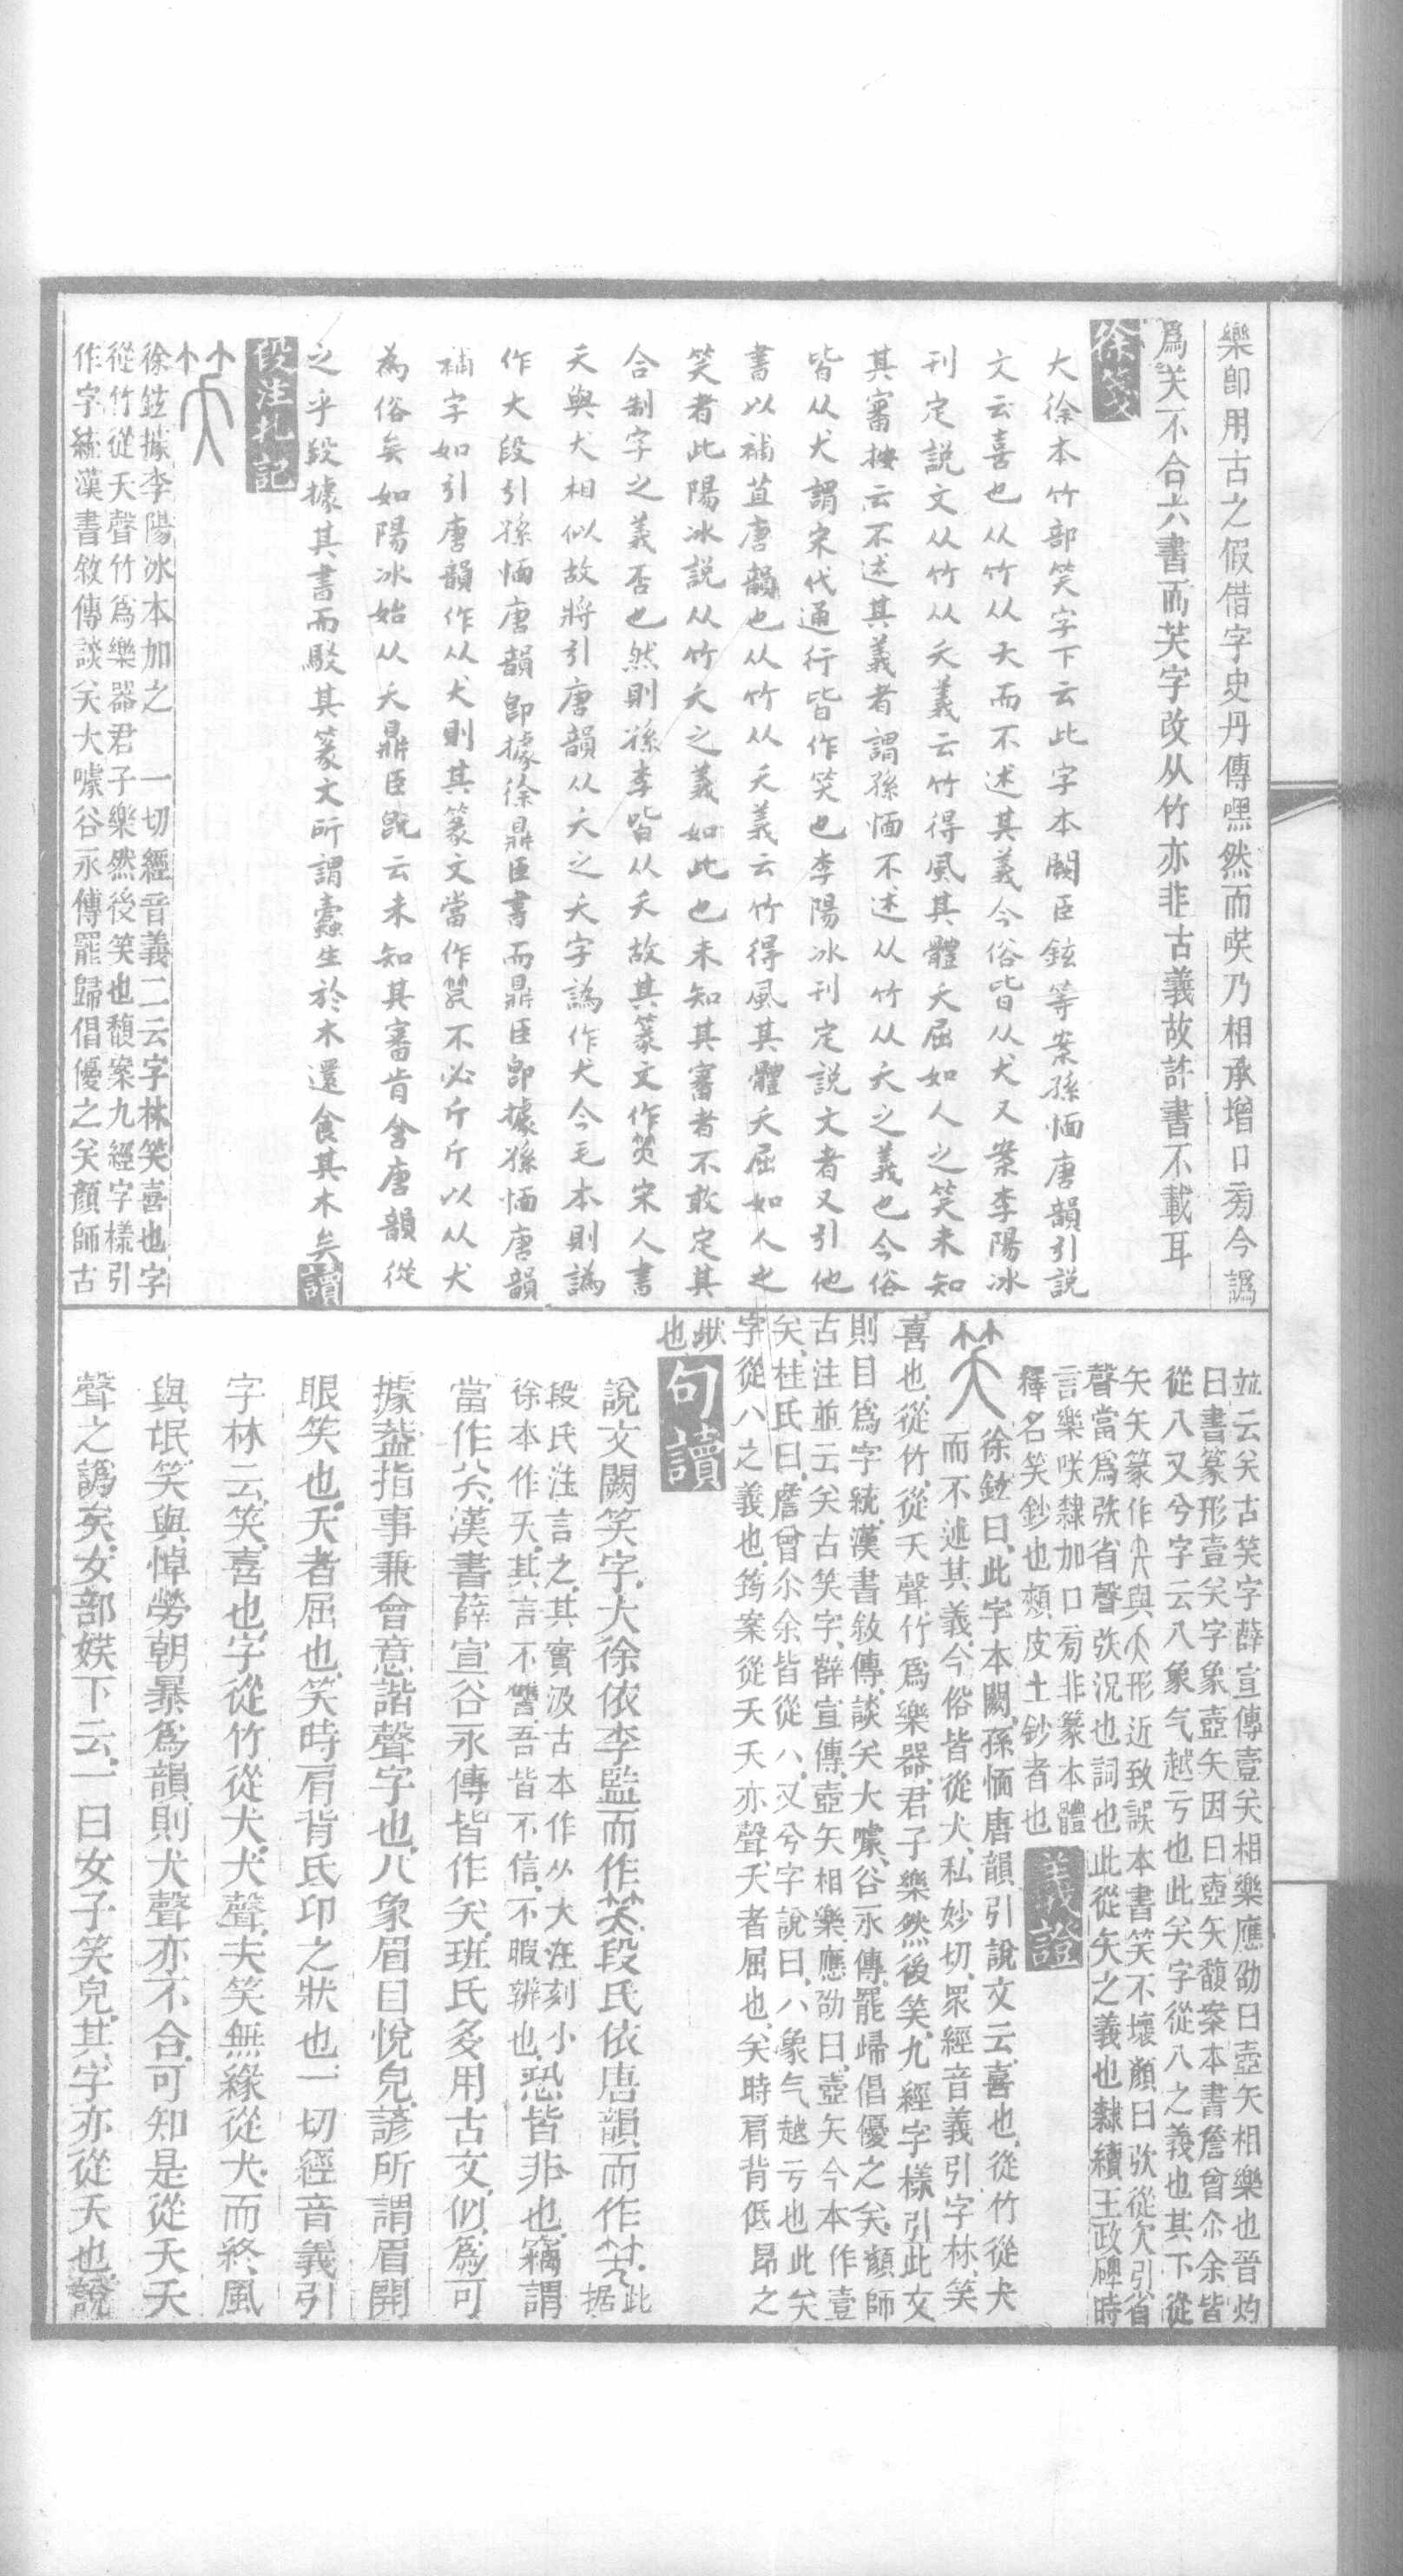 樂卽用古之假借字史丹傳嘿然而𥬇乃相承增口㫄今譌
爲关不合六書而芺字改从竹亦非古義故許書不載耳
徐箋
大徐本竹部笑字下云此字本闕臣鉉等案孫愐唐韻引説
文云喜也从竹从犬而不述其義今俗皆从犬又案李陽冰
刊定説文从竹从夭義云竹得風其體夭屈如人之笑未知
其審按云不述其義者謂孫愐不述从竹从犬之義也今俗
皆从犬謂宋代通行皆作笑也李陽冰刊定説文者又引他
書以補苴唐韻也从竹从夭義云竹得風其體夭屈如人之
笑者此陽冰説从竹夭之義如此也未知其審者不敢定其
合制字之義否也然則孫李皆从夭故其篆文作笑宋人書
夭與犬相似故將引唐韻从夭之夭字譌作犬今毛本則譌
作大段引孫愐唐韻卽據徐鼎臣書而鼎臣卽據孫愐唐韻
補字如引唐韻作从犬則其篆文當作𥬇不必斤斤以从犬
為俗矣如陽冰始从夭鼎臣既云未知其審肯舍唐韻從
之乎段據其書而駁其篆文所謂蠹生於木還食其木矣
段注札記
讀
笑
徐鉉據李陽冰本加之　一切經音義二云字林笑喜也字
從竹從夭聲竹爲樂器君子樂然後笑也馥案九經字樣引
作字統漢書敘傳談㚣大噱谷永傳罷歸倡優之㚣顏師古
竝云㚣古笑字薛宣傳壹㚣相樂應劭曰壺矢相樂也晉灼
曰書篆形壹㚣字象壺矢因曰壺矢馥案本書詹曾尒余皆
從八又兮字云八象气越亏也此㚣字從八之義也其下從
矢矢篆作與形近致誤本書笑不壞顏曰弞從欠引省
聲當爲弞省聲弞況也詞也此從矢之義也隸續王政碑時
言樂咲隸加口㫄非篆本體
釋名笑鈔也頰皮上鈔者也
義證
笑
徐鉉曰此字本闕孫愐唐韻引說文云喜也從竹從犬
而不述其義今俗皆從犬私妙切眾經音義引字林笑
喜也從竹從夭聲竹爲樂器君子樂然後笑九經字樣引此文
則目爲字統漢書敘傳談㚣大噱谷永傳罷歸倡優之㚣顏師
古注並云㚣古笑字薛宣傳壺矢相樂應劭曰壺矢今本作壹
㚣桂氏曰詹曾尒余皆從八又兮字說曰八象气越亏也此㚣
字從八之義也筠案從夭夭亦聲夭者屈也㚣時肩背低昂之
狀也
句讀
說文闕笑字大徐依李監而作笑段氏依唐韻而作𥬇此据
段氏注言之其實汲古本作从大注刻小
徐本作夭其言不讐吾皆不信不暇辨也
恐皆非也竊謂
當作㚣漢書薛宣谷永傳皆作㚣班氏多用古文似爲可
據葢指事兼會意諧聲字也八象眉目悅皃諺所謂眉開
眼笑也夭者屈也笑時肩背氐卬之狀也一切經音義引
字林云笑喜也字從竹從犬犬聲夫笑無緣從犬而終風
與氓笑與悼勞朝暴爲韻則犬聲亦不合可知是從夭夭
聲之譌矣女部媄下云一曰女子笑皃其字亦從夭也說